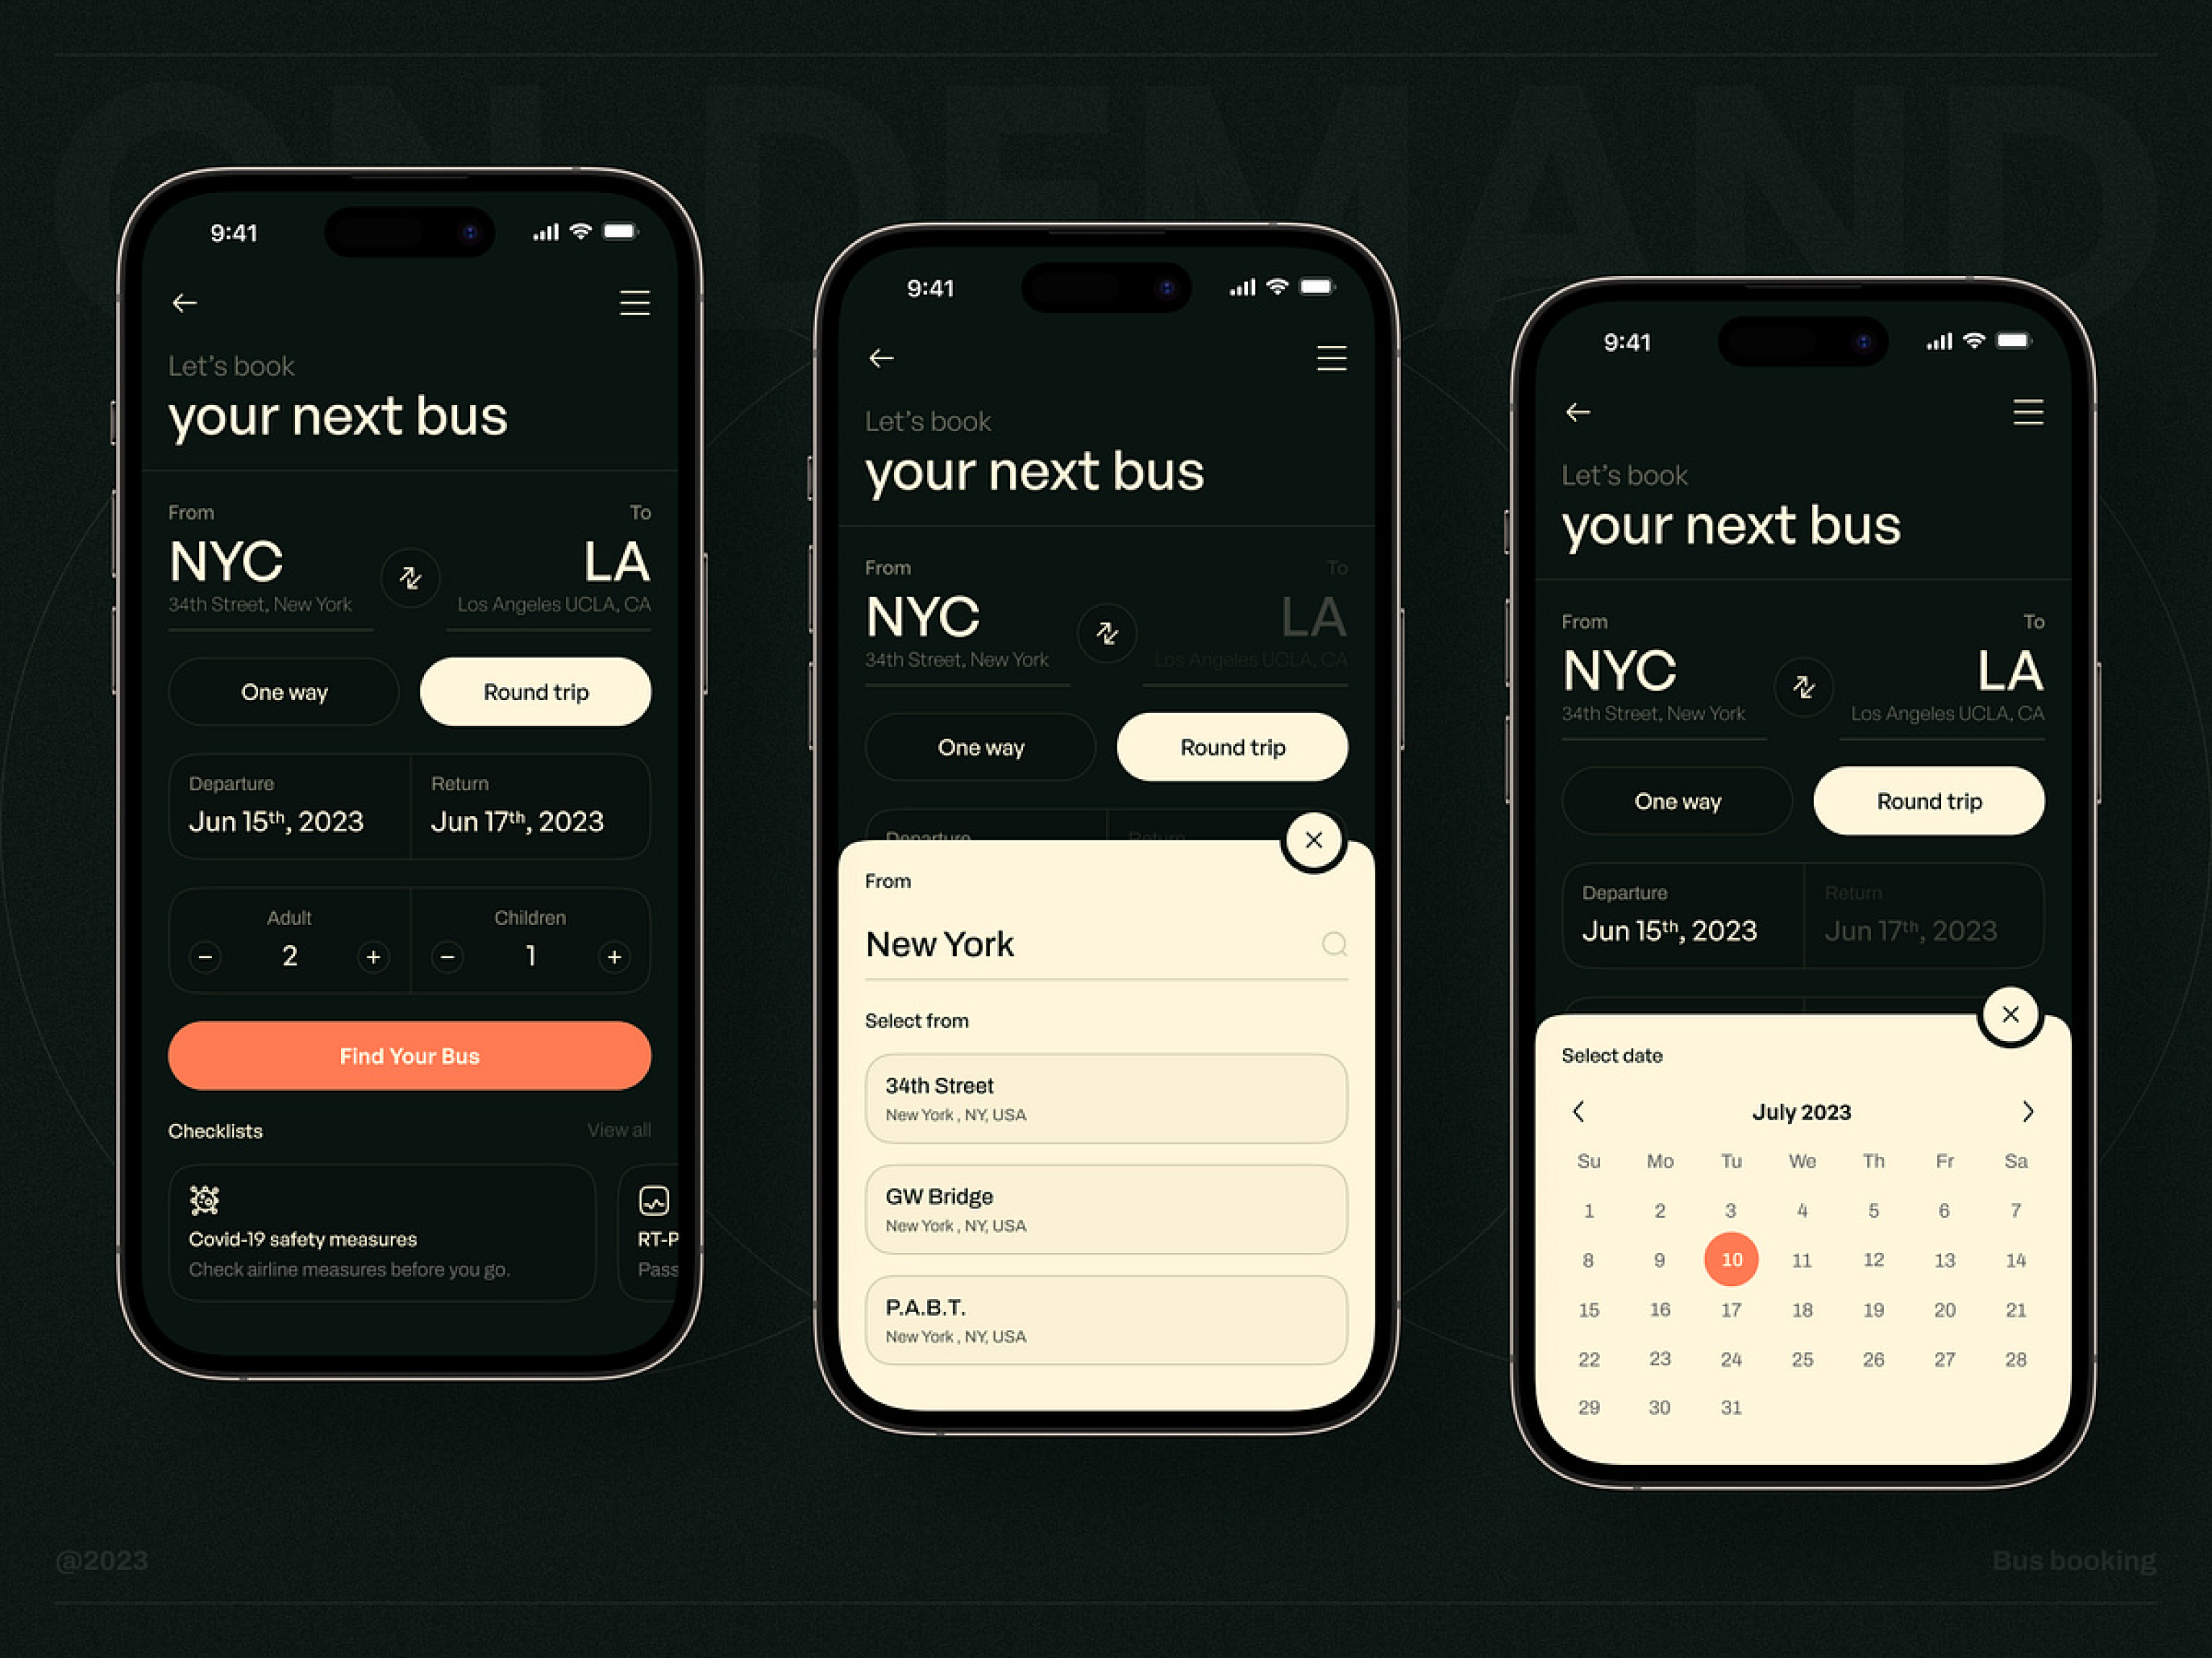 ON DEMAND
9:41
Let's book
your next bus
From To
NYC LA
34th Street, New York Los Angeles UCLA, CA
One way Round trip
Departure Return
Jun 15th, 2023 Jun 17th, 2023
Adult Children
− 2 + − 1 +
Find Your Bus
Checklists View all
Covid-19 safety measures RT-P
Check airline measures before you go. Pass
9:41
Let's book
your next bus
From To
NYC LA
34th Street, New York Los Angeles UCLA, CA
One way Round trip
Departure Return
From
New York
Select from
34th Street
New York , NY, USA
GW Bridge
New York , NY, USA
P.A.B.T.
New York , NY, USA
9:41
Let's book
your next bus
From To
NYC LA
34th Street, New York Los Angeles UCLA, CA
One way Round trip
Departure Return
Jun 15th, 2023 Jun 17th, 2023
Select date
July 2023
Su Mo Tu We Th Fr Sa
1 2 3 4 5 6 7
8 9 10 11 12 13 14
15 16 17 18 19 20 21
22 23 24 25 26 27 28
29 30 31
@2023 Bus booking